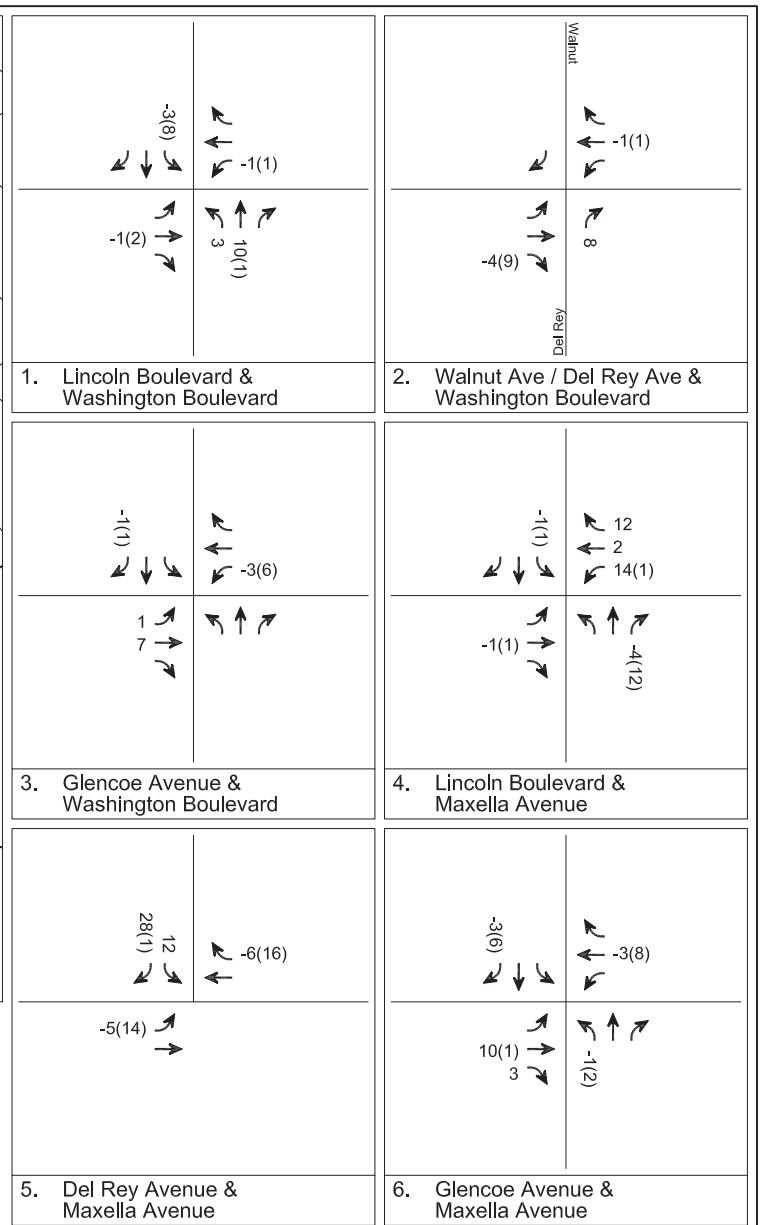 -3(8)
-1(1)
-1(2)
3
10(1)
1. Lincoln Boulevard &
Washington Boulevard
Walnut
-1(1)
-4(9)
8
Del Rey
2. Walnut Ave / Del Rey Ave &
Washington Boulevard
-1(1)
-3(6)
1
7
3. Glencoe Avenue &
Washington Boulevard
-1(1)
12
2
14(1)
-1(1)
-4(12)
4. Lincoln Boulevard &
Maxella Avenue
28(1)
12
-6(16)
-5(14)
5. Del Rey Avenue &
Maxella Avenue
-3(6)
-3(8)
10(1)
3
-1(2)
6. Glencoe Avenue &
Maxella Avenue